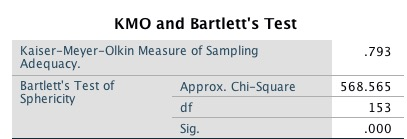 KMO and Bartlett's Test
Kaiser-Meyer-Olkin Measure of Sampling .793
Adequacy.
Bartlett's Test of Approx. Chi-Square 568.565
Sphericity
df 153
Sig. .000